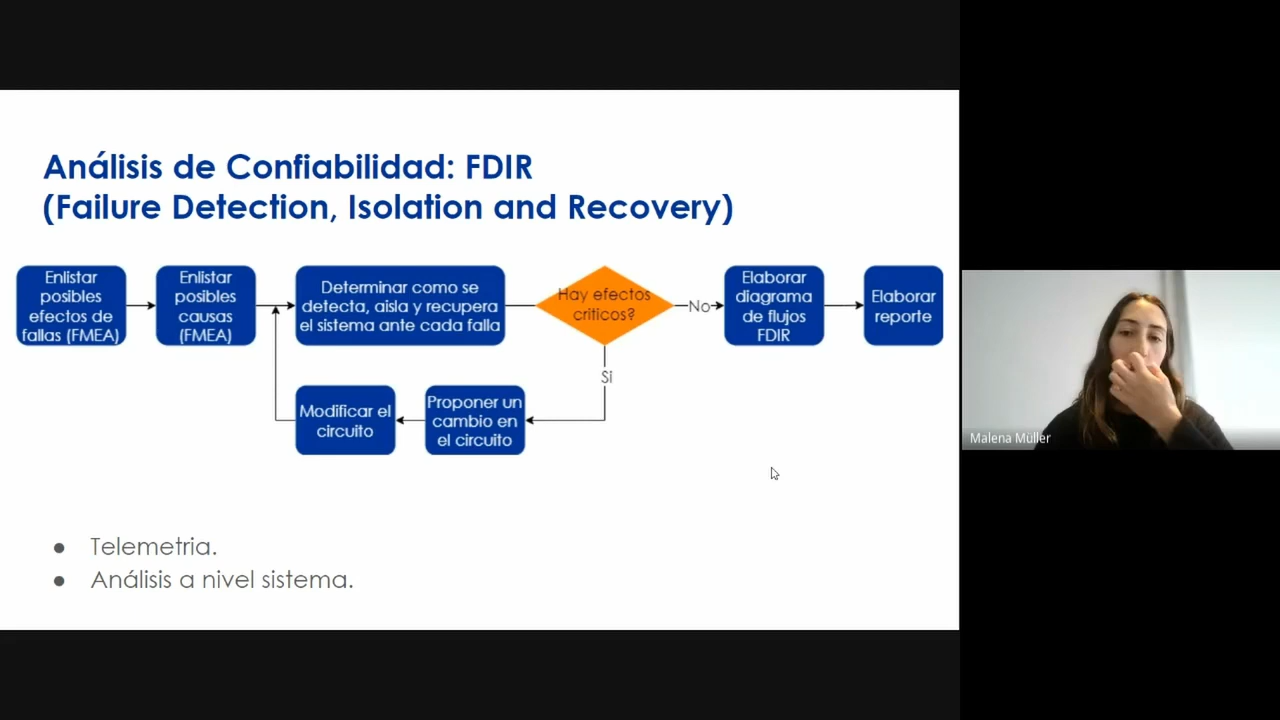 Análisis de Confiabilidad: FDIR
(Failure Detection, Isolation and Recovery)
Enlistar
posibles
efectos de
fallas (FMEA)
Enlistar
posibles
causas
(FMEA)
Determinar como se
detecta, aisla y recupera
el sistema ante cada falla
Hay efectos
criticos?
No
Elaborar
diagrama
de flujos
FDIR
Elaborar
reporte
Si
Modificar el
circuito
Proponer un
cambio en
el circuito
● Telemetria.
● Análisis a nivel sistema.
Malena Müller